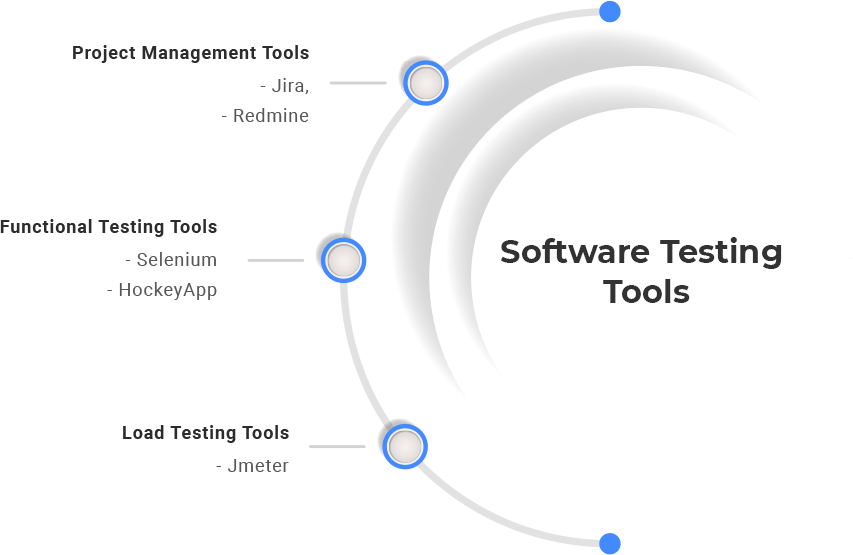 Project Management Tools
- Jira,
- Redmine
Functional Testing Tools
- Selenium
- HockeyApp
Load Testing Tools
- Jmeter
Software Testing
Tools